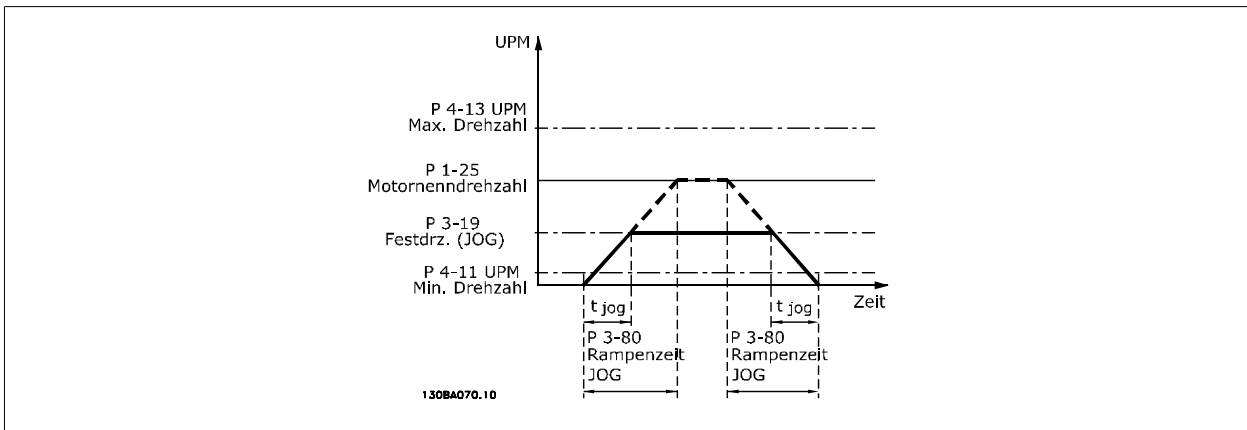 UPM
P 4-13 UPM
Max. Drehzahl
P 1-25
Motornenndrehzahl
P 3-19
Festdrz. (JOG)
P 4-11 UPM
Min. Drehzahl
Zeit
t jog
t jog
P 3-80
Rampenzeit
JOG
P 3-80
Rampenzeit
JOG
130BA070.10